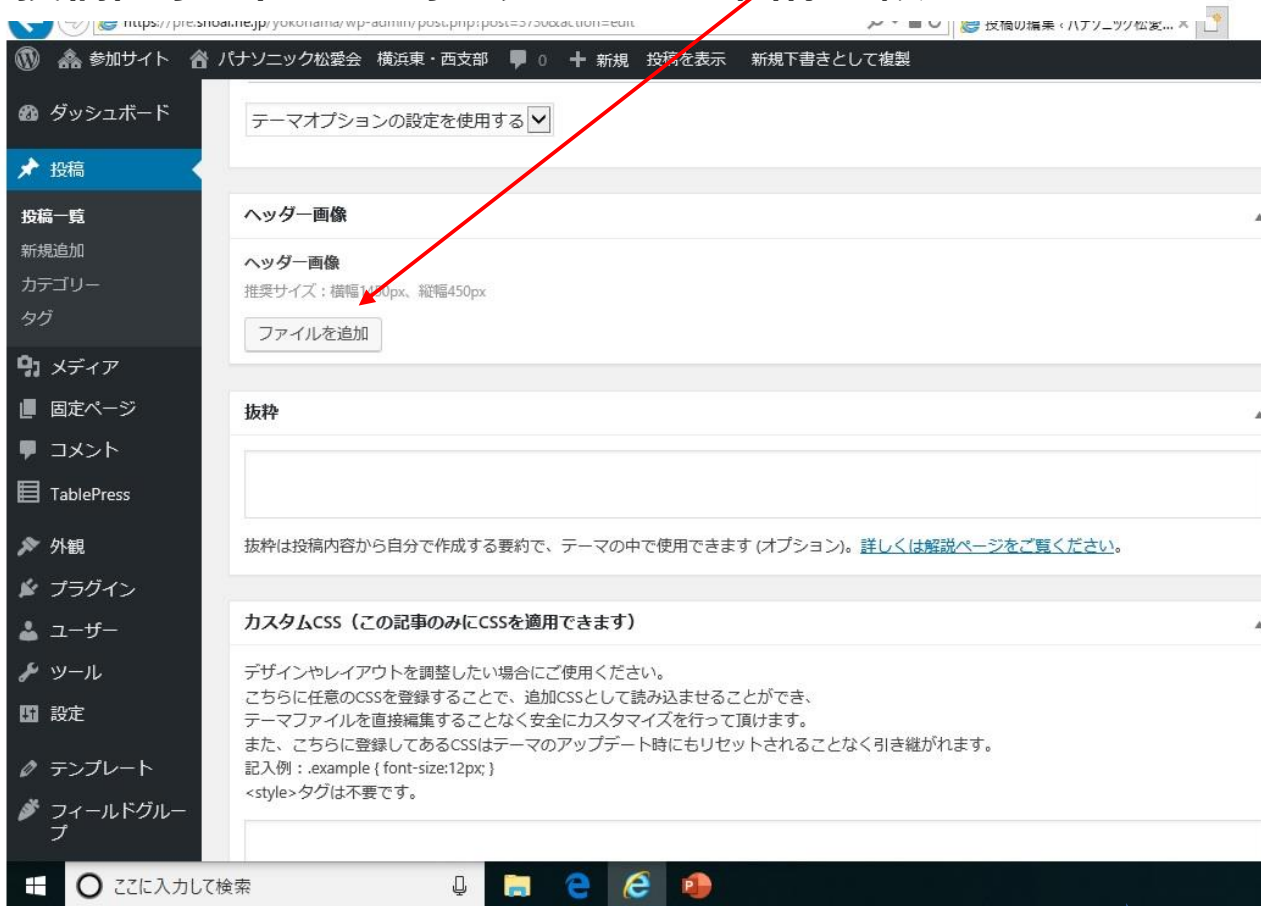 パナソニック松愛会 横浜東・西支部 0 + 新規 投稿を表示 新規下書きとして複製
参加サイト
ダッシュボード
投稿
投稿一覧
新規追加
カテゴリー
タグ
メディア
固定ページ
コメント
TablePress
外観
プラグイン
ユーザー
ツール
設定
テンプレート
フィールドグルー
プ
テーマオプションの設定を使用する
ヘッダー画像
ヘッダー画像
推奨サイズ：横幅1450px、縦幅450px
ファイルを追加
抜粋
抜粋は投稿内容から自分で作成する要約で、テーマの中で使用できます (オプション)。詳しくは解説ページをご覧ください。
カスタムCSS（この記事のみにCSSを適用できます）
デザインやレイアウトを調整したい場合にご使用ください。
こちらに任意のCSSを登録することで、追加CSSとして読み込ませることができ、
テーマファイルを直接編集することなく安全にカスタマイズを行って頂けます。
また、こちらに登録してあるCSSはテーマのアップデート時にもリセットされることなく引き継がれます。
記入例：.example { font-size:12px; }
<style>タグは不要です。
ここに入力して検索